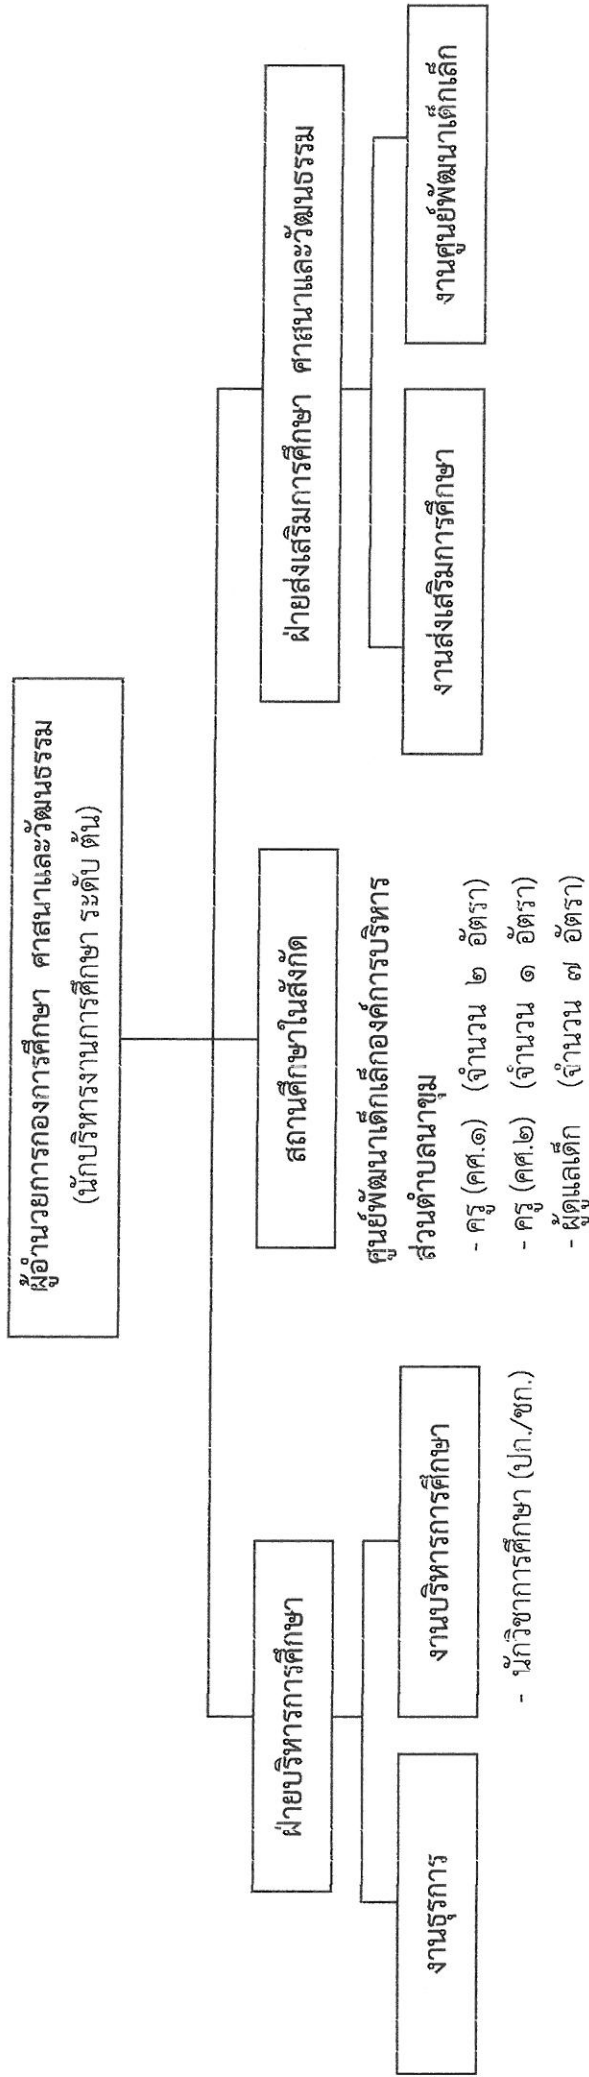 ผู้อำนวยการกองการศึกษา ศาสนาและวัฒนธรรม
(นักบริหารงานการศึกษา ระดับ ต้น)
ฝ่ายบริหารการศึกษา
สถานศึกษาในสังกัด
ฝ่ายส่งเสริมการศึกษา ศาสนาและวัฒนธรรม
งานธุรการ
งานบริหารการศึกษา
- นักวิชาการศึกษา (ปก./ชก.)
ศูนย์พัฒนาเด็กเล็กองค์การบริหาร
ส่วนตำบลนาขุม
- ครู (คศ.๑) (จำนวน ๒ อัตรา)
- ครู (คศ.๒) (จำนวน ๑ อัตรา)
- ผู้ดูแลเด็ก (จำนวน ๗ อัตรา)
งานส่งเสริมการศึกษา
งานศูนย์พัฒนาเด็กเล็ก